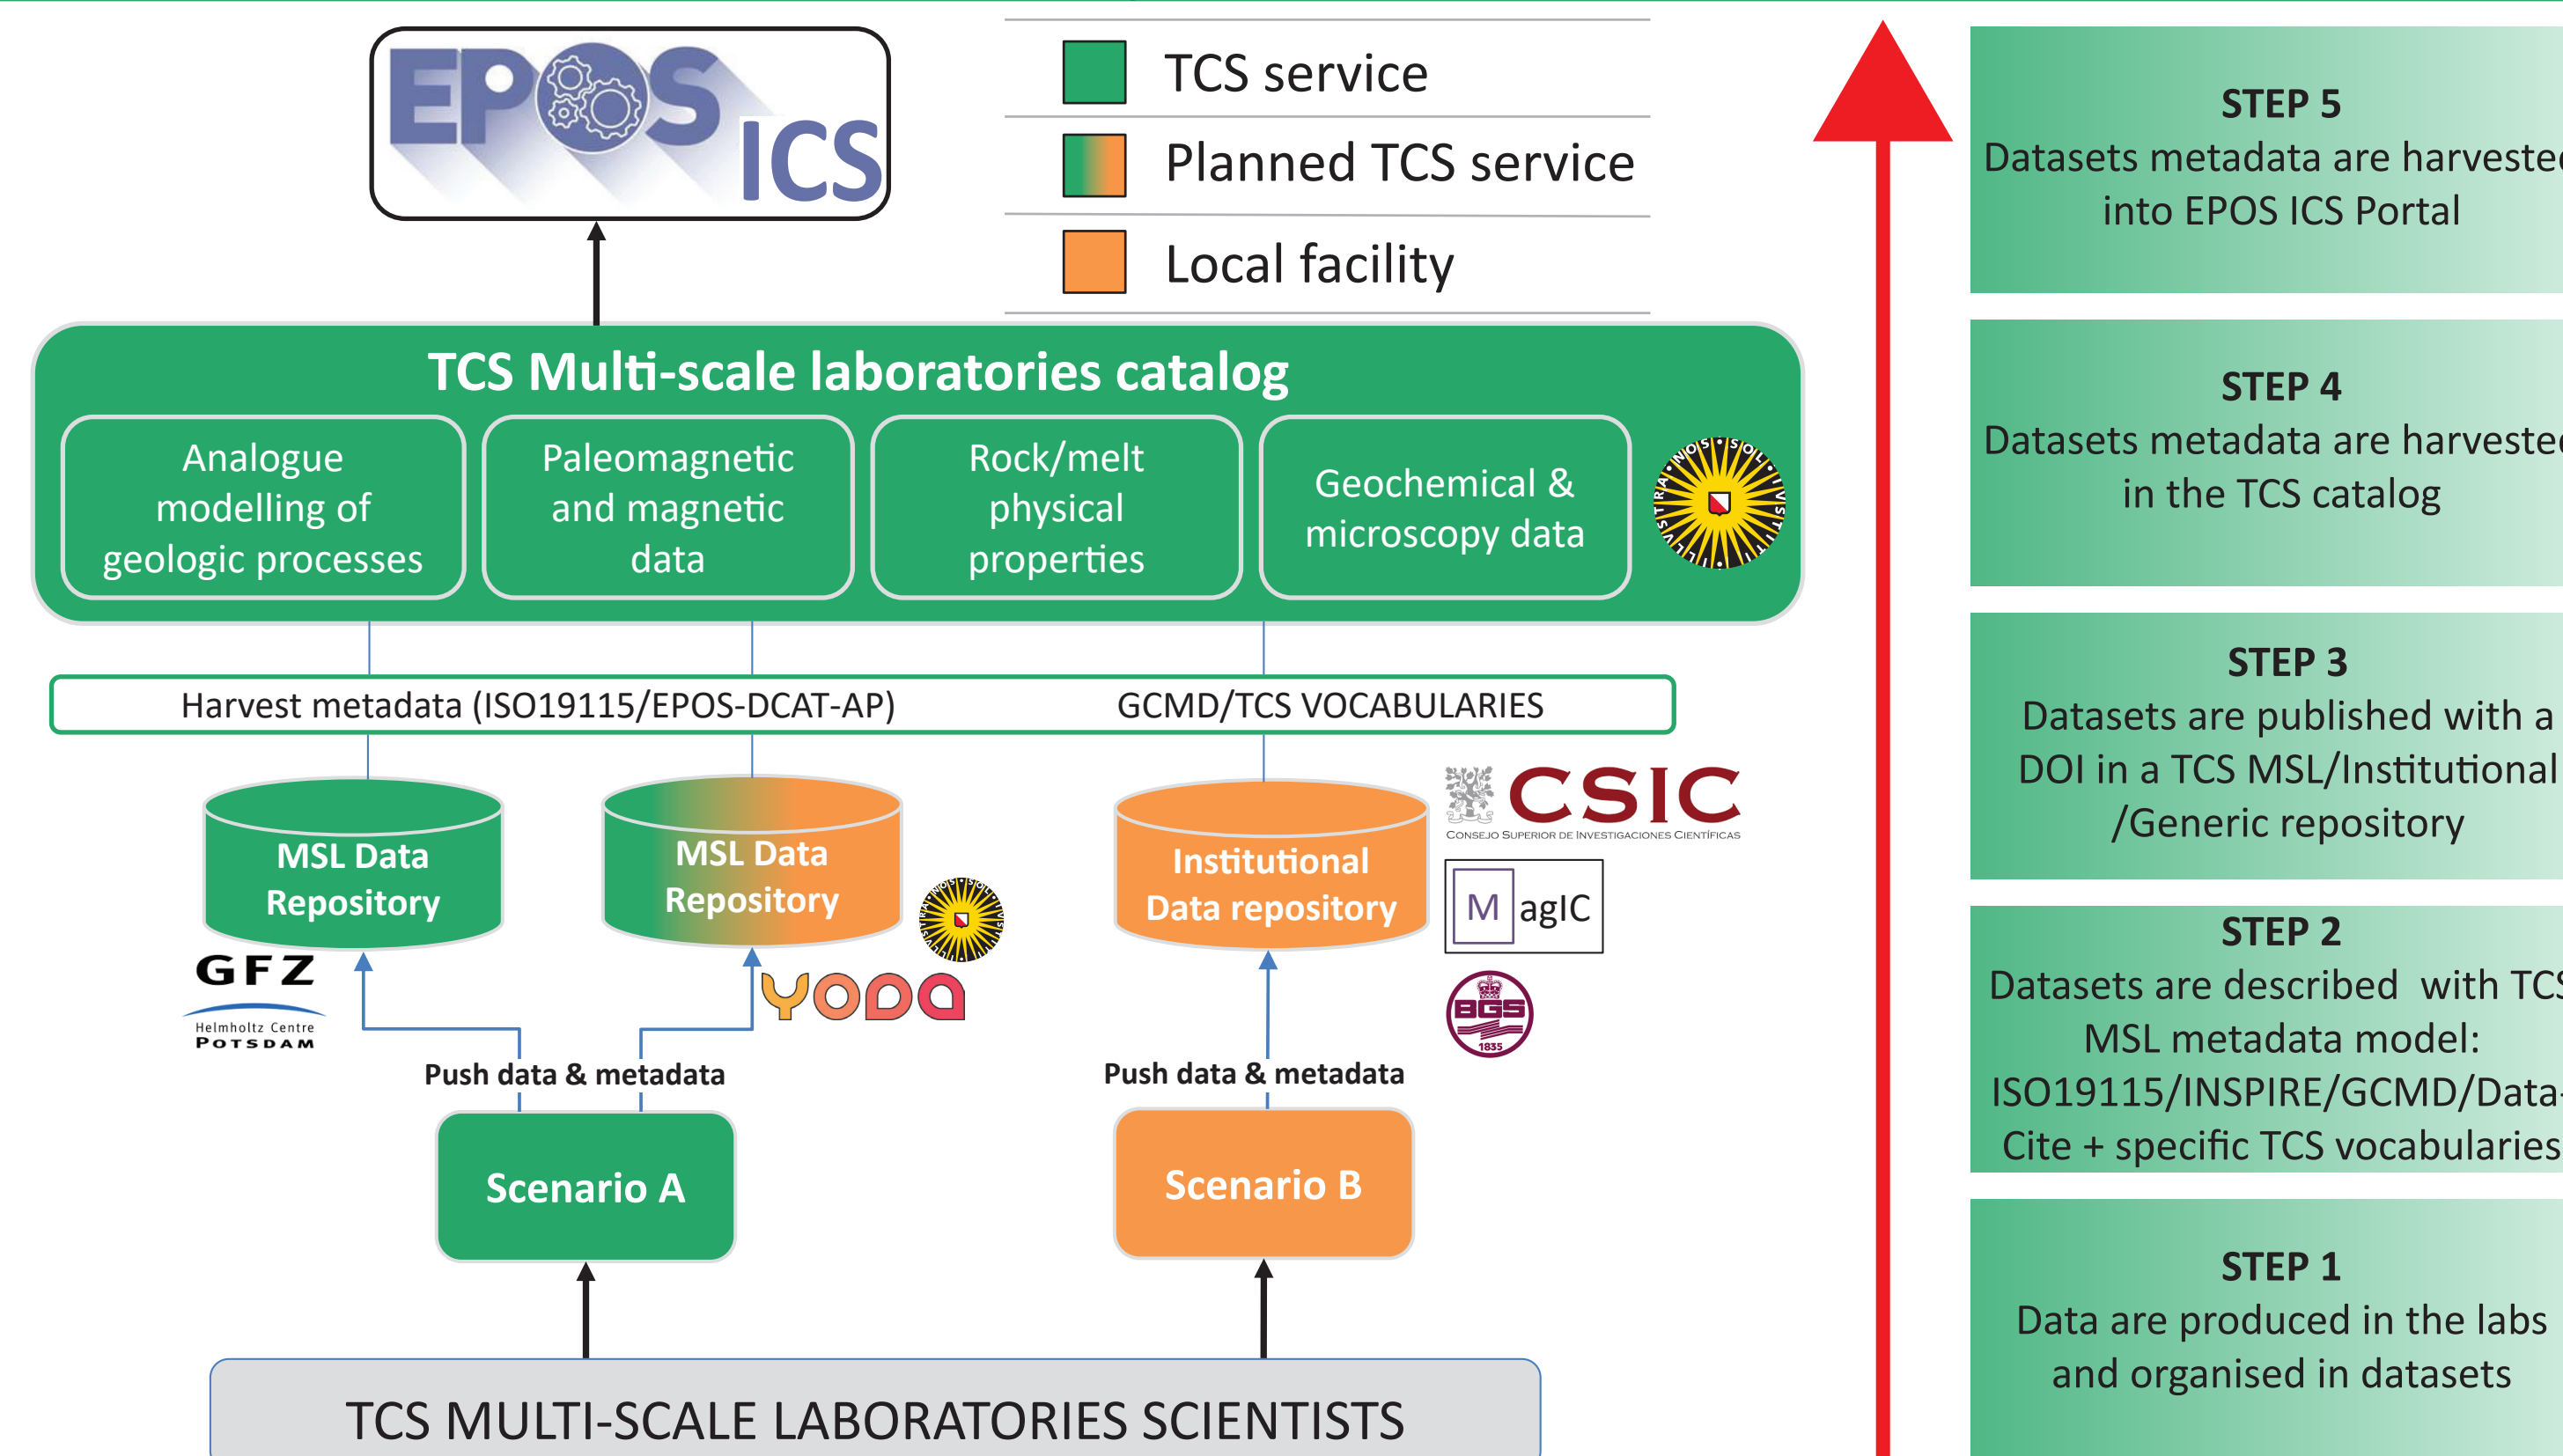 EPOS
ICS
TCS service
Planned TCS service
Local facility
TCS Multi-scale laboratories catalog
Analogue
modelling of
geologic processes
Paleomagnetic
and magnetic
data
Rock/melt
physical
properties
Geochemical &
microscopy data
Harvest metadata (ISO19115/EPOS-DCAT-AP)
GCMD/TCS VOCABULARIES
MSL Data
Repository
MSL Data
Repository
Institutional
Data repository
GFZ
Helmholtz Centre
POTSDAM
YODA
CSIC
CONSEJO SUPERIOR DE INVESTIGACIONES CIENTÍFICAS
MagIC
BGS
1835
Push data & metadata
Push data & metadata
Scenario A
Scenario B
TCS MULTI-SCALE LABORATORIES SCIENTISTS
STEP 5
Datasets metadata are harvested
into EPOS ICS Portal
STEP 4
Datasets metadata are harvested
in the TCS catalog
STEP 3
Datasets are published with a
DOI in a TCS MSL/Institutional
/Generic repository
STEP 2
Datasets are described with TCS
MSL metadata model:
ISO19115/INSPIRE/GCMD/Data-
Cite + specific TCS vocabularies
STEP 1
Data are produced in the labs
and organised in datasets